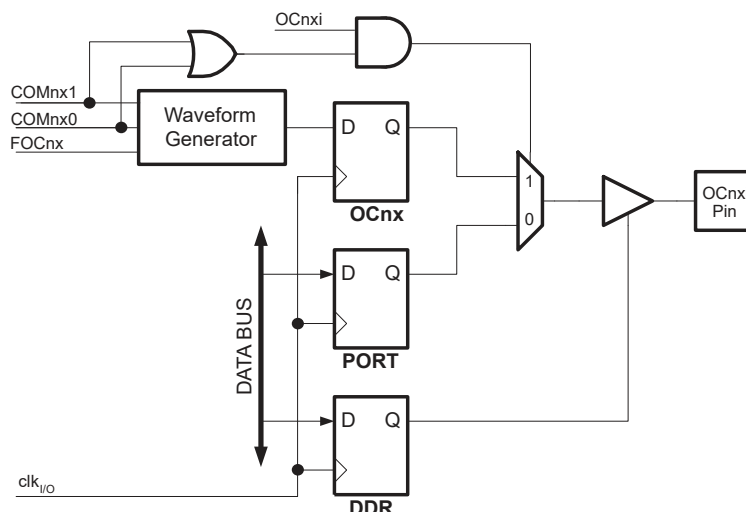 OCnxi
COMnx1
COMnx0
FOCnx
Waveform
Generator
D Q
OCnx
1
0
OCnx
Pin
D Q
PORT
DATA BUS
D Q
DDR
clkI/O